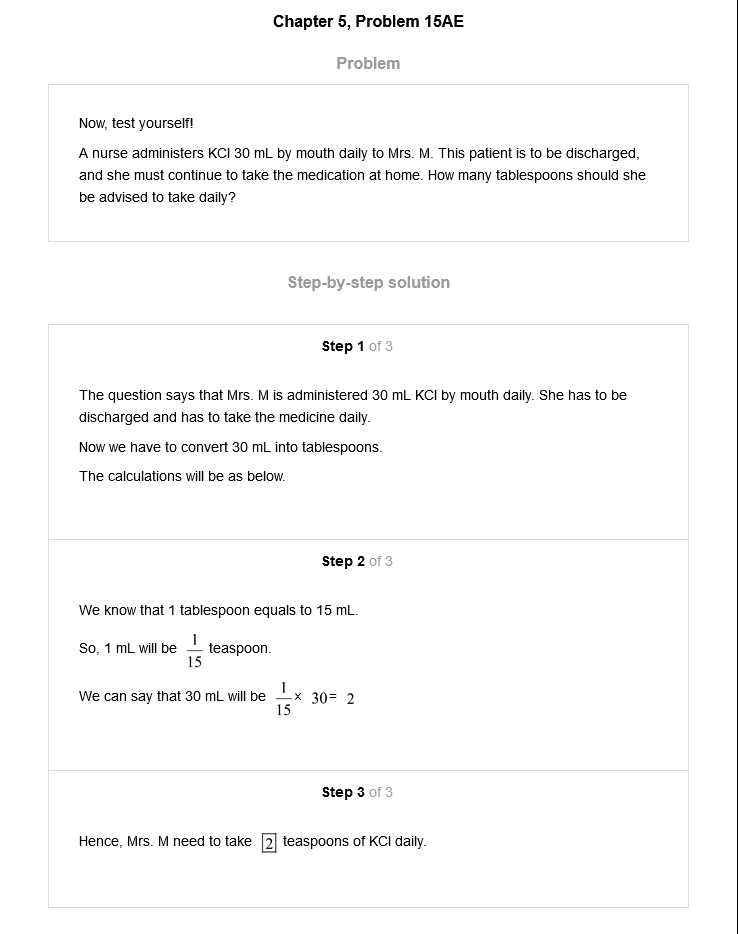 Chapter 5, Problem 15AE
Problem
Now, test yourself!
A nurse administers KCl 30 mL by mouth daily to Mrs. M. This patient is to be discharged,
and she must continue to take the medication at home. How many tablespoons should she
be advised to take daily?
Step-by-step solution
Step 1 of 3
The question says that Mrs. M is administered 30 mL KCl by mouth daily. She has to be
discharged and has to take the medicine daily.
Now we have to convert 30 mL into tablespoons.
The calculations will be as below.
Step 2 of 3
We know that 1 tablespoon equals to 15 mL.
So, 1 mL will be 1/15 teaspoon.
We can say that 30 mL will be 1/15 × 30 = 2
Step 3 of 3
Hence, Mrs. M need to take 2 teaspoons of KCl daily.